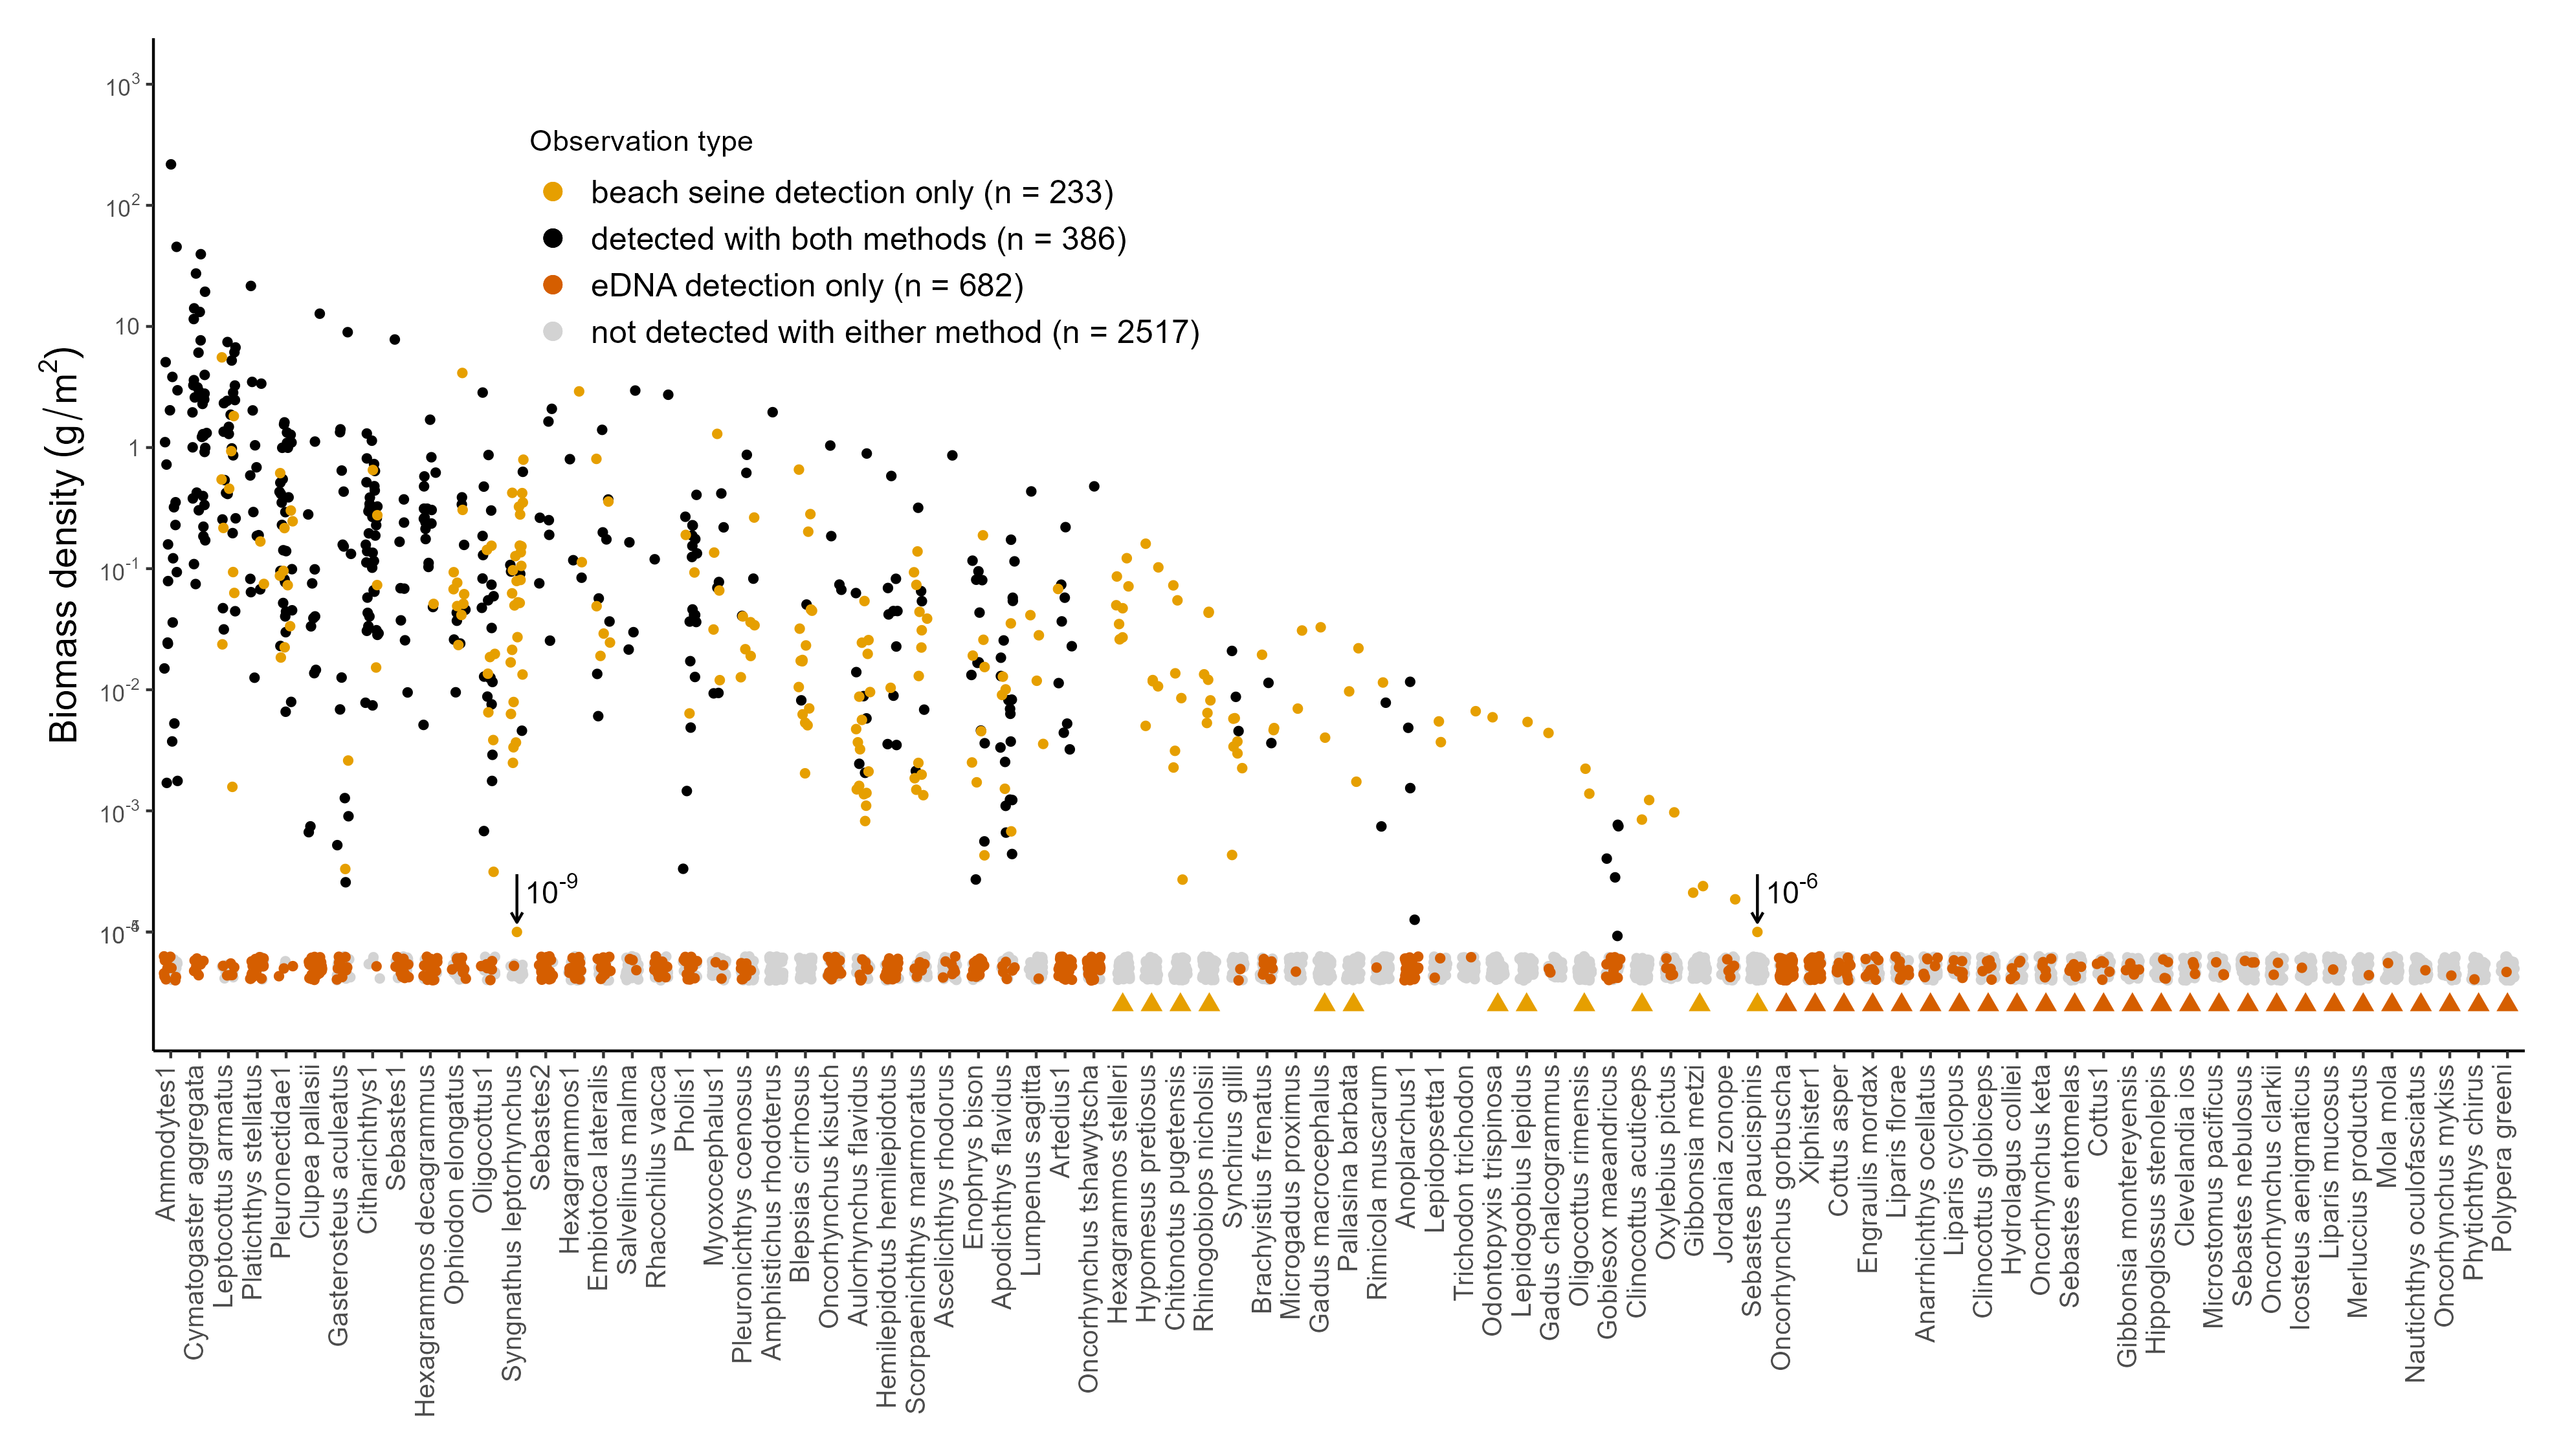 Observation type
beach seine detection only (n = 233)
detected with both methods (n = 386)
eDNA detection only (n = 682)
not detected with either method (n = 2517)
Biomass density (g/m²)
10³
10²
10
1
10⁻¹
10⁻²
10⁻³
10⁻⁹
10⁻⁶
Ammodytes1
Cymatogaster aggregata
Leptocottus armatus
Platichthys stellatus
Pleuronectidae1
Clupea pallasii
Gasterosteus aculeatus
Citharichthys1
Sebastes1
Hexagrammos decagrammus
Ophiodon elongatus
Oligocottus1
Syngnathus leptorhynchus
Sebastes2
Hexagrammos1
Embiotoca lateralis
Salvelinus malma
Rhacochilus vacca
Pholis1
Myoxocephalus1
Pleuronichthys coenosus
Amphistichus rhodoterus
Blepsias cirrhosus
Oncorhynchus kisutch
Aulorhynchus flavidus
Hemilepidotus hemilepidotus
Scorpaenichthys marmoratus
Ascelichthys rhodorus
Enophrys bison
Apodichthys flavidus
Lumpenus sagitta
Artedius1
Oncorhynchus tshawytscha
Hexagrammos stelleri
Hypomesus pretiosus
Chitonotus pugetensis
Rhinogobiops nicholsii
Synchirus gilli
Brachyistius frenatus
Microgadus proximus
Gadus macrocephalus
Pallasina barbata
Rimicola muscarum
Anoplarchus1
Lepidopsetta1
Trichodon trichodon
Odontopyxis trispinosa
Lepidogobius lepidus
Gadus chalcogrammus
Oligocottus rimensis
Gobiesox maeandricus
Clinocottus acuticeps
Oxylebius pictus
Gibbonsia metzi
Jordania zonope
Sebastes paucispinis
Oncorhynchus gorbuscha
Xiphister1
Cottus asper
Engraulis mordax
Liparis florae
Anarrhichthys ocellatus
Liparis cyclopus
Clinocottus globiceps
Hydrolagus colliei
Oncorhynchus keta
Sebastes entomelas
Cottus1
Gibbonsia montereyensis
Hippoglossus stenolepis
Clevelandia ios
Microstomus pacificus
Sebastes nebulosus
Oncorhynchus clarkii
Icosteus aenigmaticus
Liparis mucosus
Merluccius productus
Mola mola
Nautichthys oculofasciatus
Oncorhynchus mykiss
Phytichthys chirus
Polypera greeni